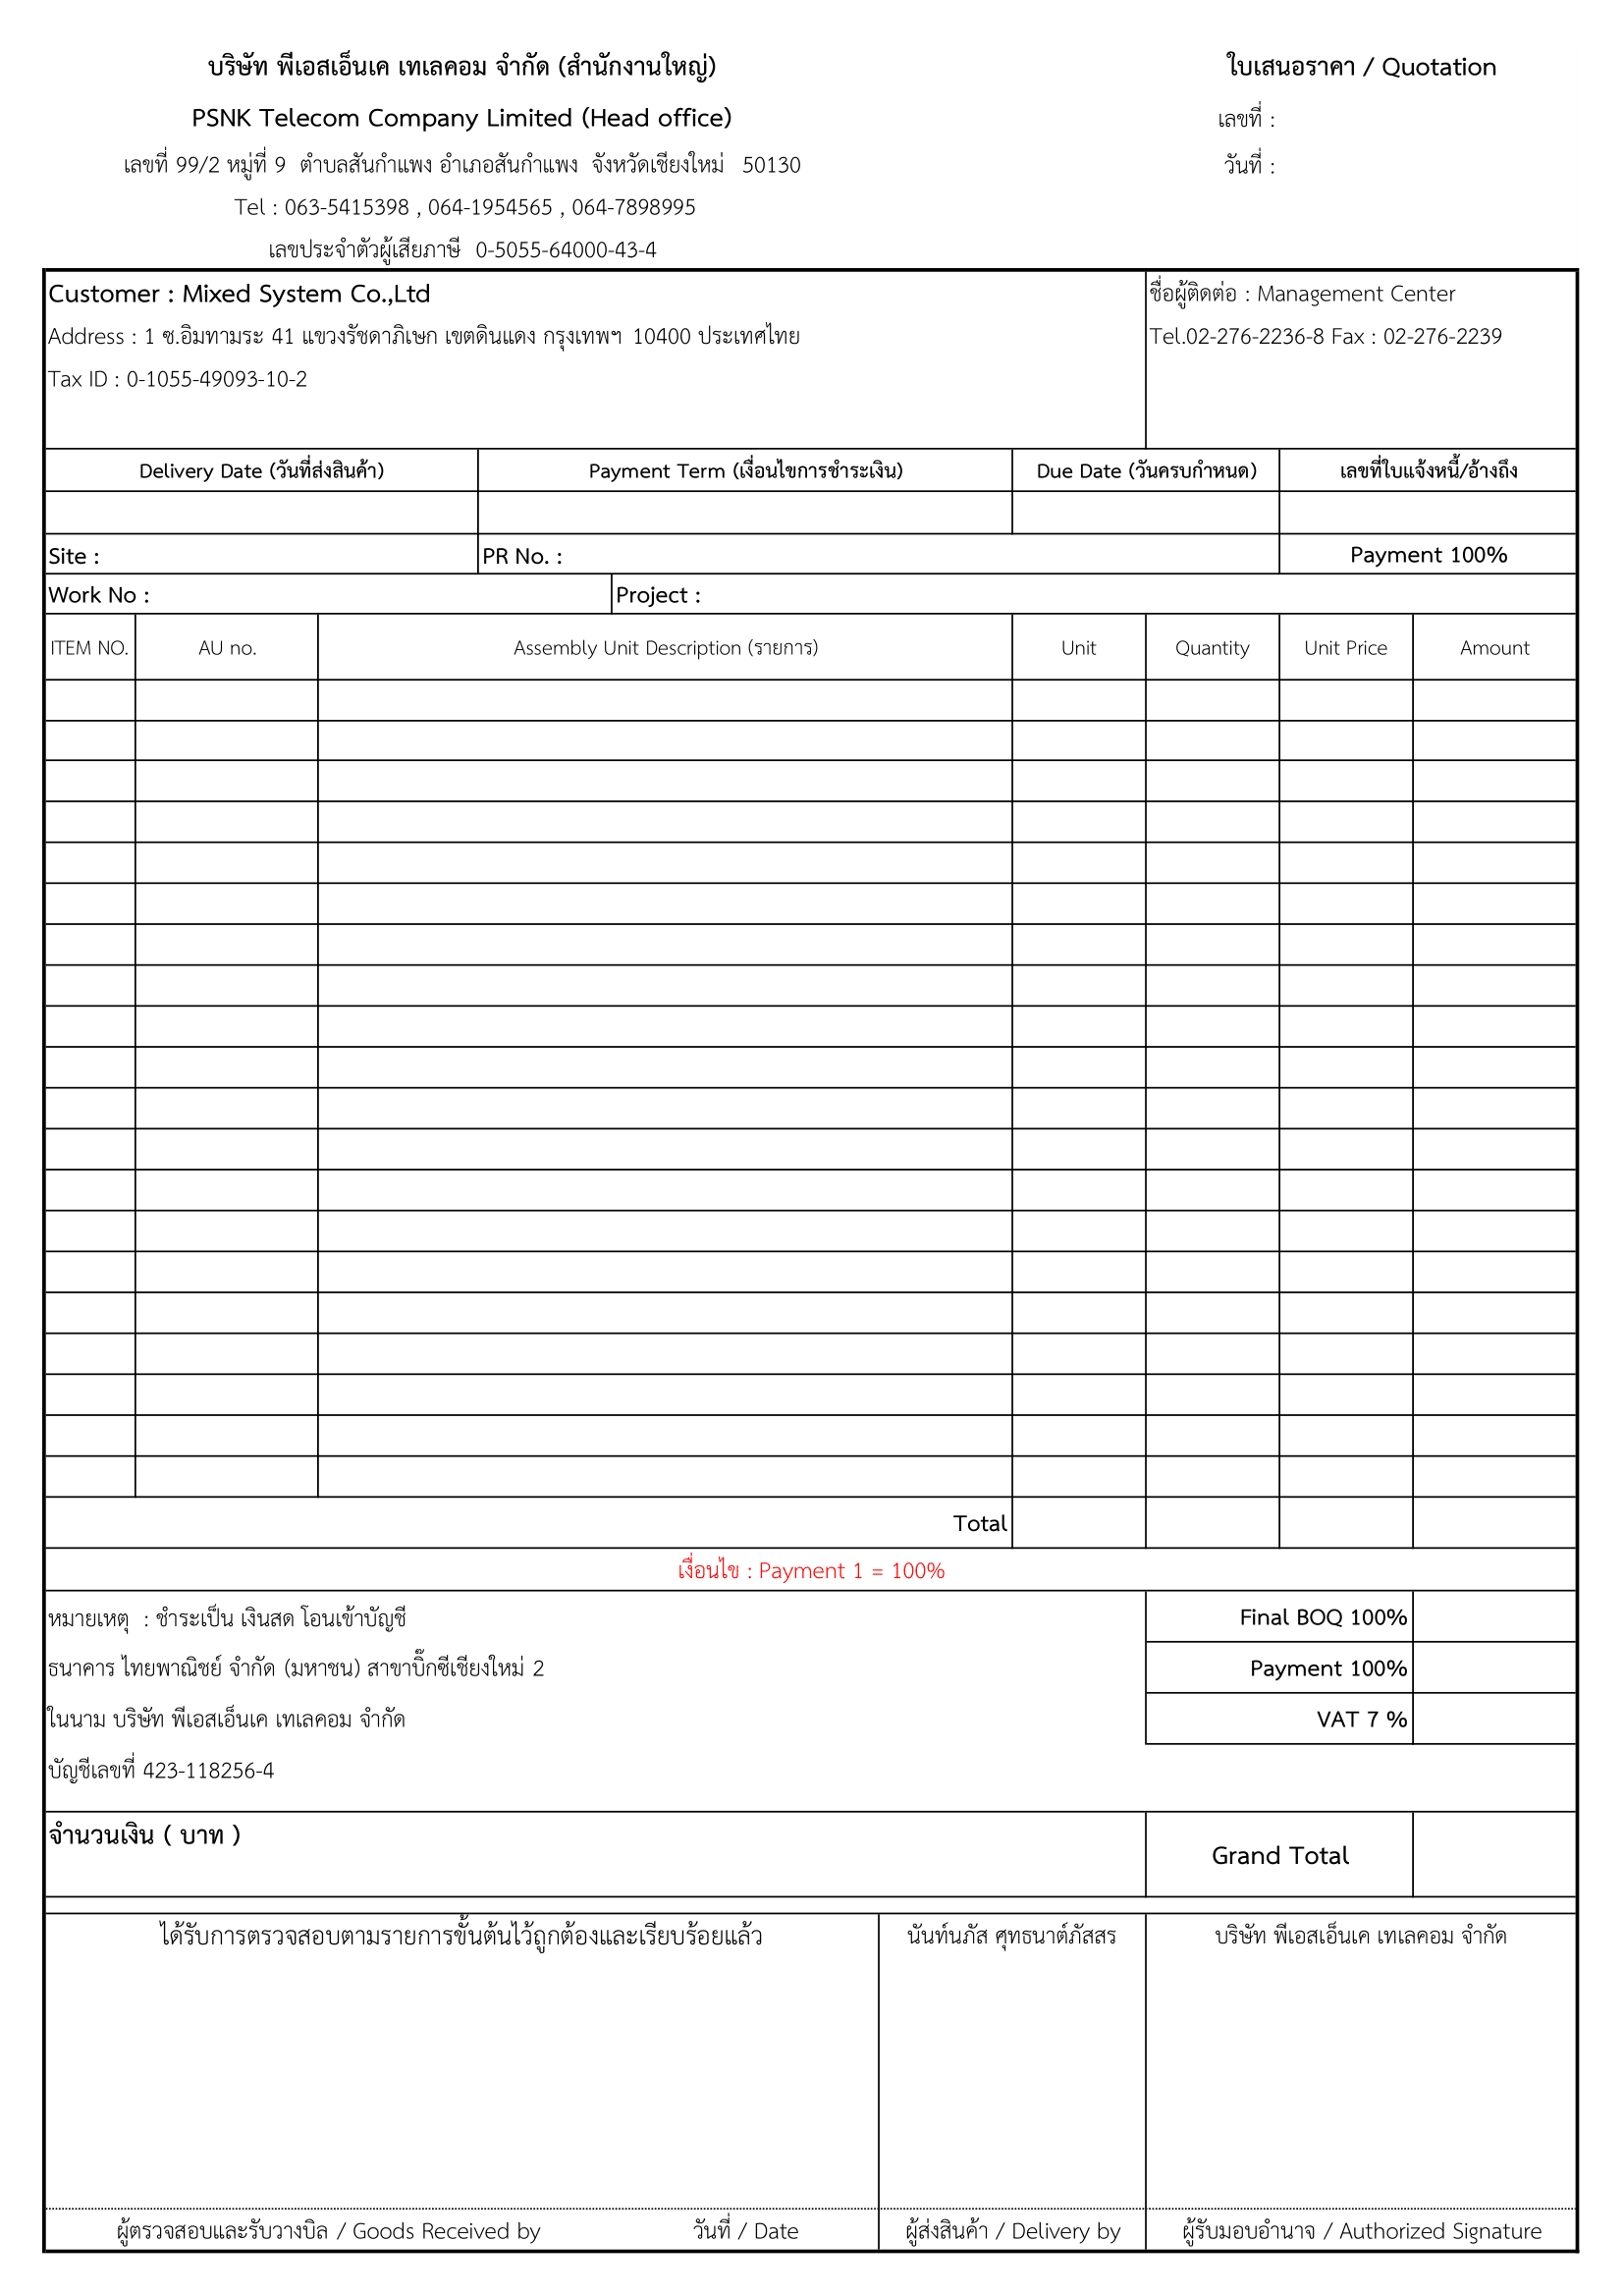 บริษัท พีเอสเอ็นเค เทเลคอม จำกัด (สำนักงานใหญ่)
ใบเสนอราคา / Quotation
PSNK Telecom Company Limited (Head office)
เลขที่ :
เลขที่ 99/2 หมู่ที่ 9 ตำบลสันกำแพง อำเภอสันกำแพง จังหวัดเชียงใหม่ 50130
วันที่ :
Tel : 063-5415398 , 064-1954565 , 064-7898995
เลขประจำตัวผู้เสียภาษี 0-5055-64000-43-4
Customer : Mixed System Co.,Ltd
ชื่อผู้ติดต่อ : Management Center
Address : 1 ซ.อิมทามระ 41 แขวงรัชดาภิเษก เขตดินแดง กรุงเทพฯ 10400 ประเทศไทย
Tel.02-276-2236-8 Fax : 02-276-2239
Tax ID : 0-1055-49093-10-2
Delivery Date (วันที่ส่งสินค้า) Payment Term (เงื่อนไขการชำระเงิน) Due Date (วันครบกำหนด) เลขที่ใบแจ้งหนี้/อ้างถึง
Site : PR No. : Payment 100%
Work No : Project :
ITEM NO. AU no. Assembly Unit Description (รายการ) Unit Quantity Unit Price Amount
Total
เงื่อนไข : Payment 1 = 100%
หมายเหตุ : ชำระเป็น เงินสด โอนเข้าบัญชี
Final BOQ 100%
ธนาคาร ไทยพาณิชย์ จำกัด (มหาชน) สาขาบิ๊กซีเชียงใหม่ 2
Payment 100%
ในนาม บริษัท พีเอสเอ็นเค เทเลคอม จำกัด
VAT 7 %
บัญชีเลขที่ 423-118256-4
จำนวนเงิน ( บาท )
Grand Total
ได้รับการตรวจสอบตามรายการขั้นต้นไว้ถูกต้องและเรียบร้อยแล้ว นันท์นภัส ศุทธนาต์ภัสสร บริษัท พีเอสเอ็นเค เทเลคอม จำกัด
ผู้ตรวจสอบและรับวางบิล / Goods Received by วันที่ / Date ผู้ส่งสินค้า / Delivery by ผู้รับมอบอำนาจ / Authorized Signature